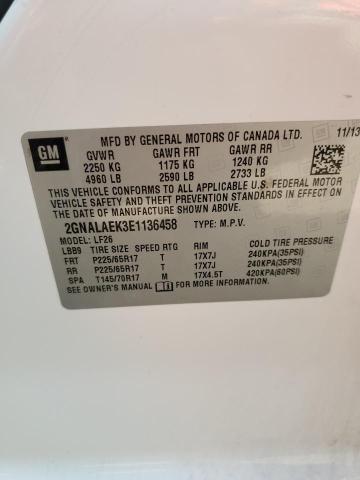 MFD BY GENERAL MOTORS OF CANADA LTD. 11/13
GM
GVWR GAWR FRT GAWR RR
2250 KG 1175 KG 1240 KG
4960 LB 2590 LB 2733 LB
THIS VEHICLE CONFORMS TO ALL APPLICABLE U.S. FEDERAL MOTOR
VEHICLE SAFETY AND THEFT PREVENTION STANDARDS IN EFFECT ON THE
DATE OF MANUFACTURE SHOWN ABOVE.
2GNALAEK3E1136458 TYPE: M.P.V.
MODEL: LF26
LBB9 TIRE SIZE SPEED RTG RIM COLD TIRE PRESSURE
FRT P225/65R17 T 17X7J 240KPA(35PSI)
RR P225/65R17 T 17X7J 240KPA(35PSI)
SPA T145/70R17 M 17X4.5T 420KPA(60PSI)
SEE OWNER'S MANUAL FOR MORE INFORMATION.